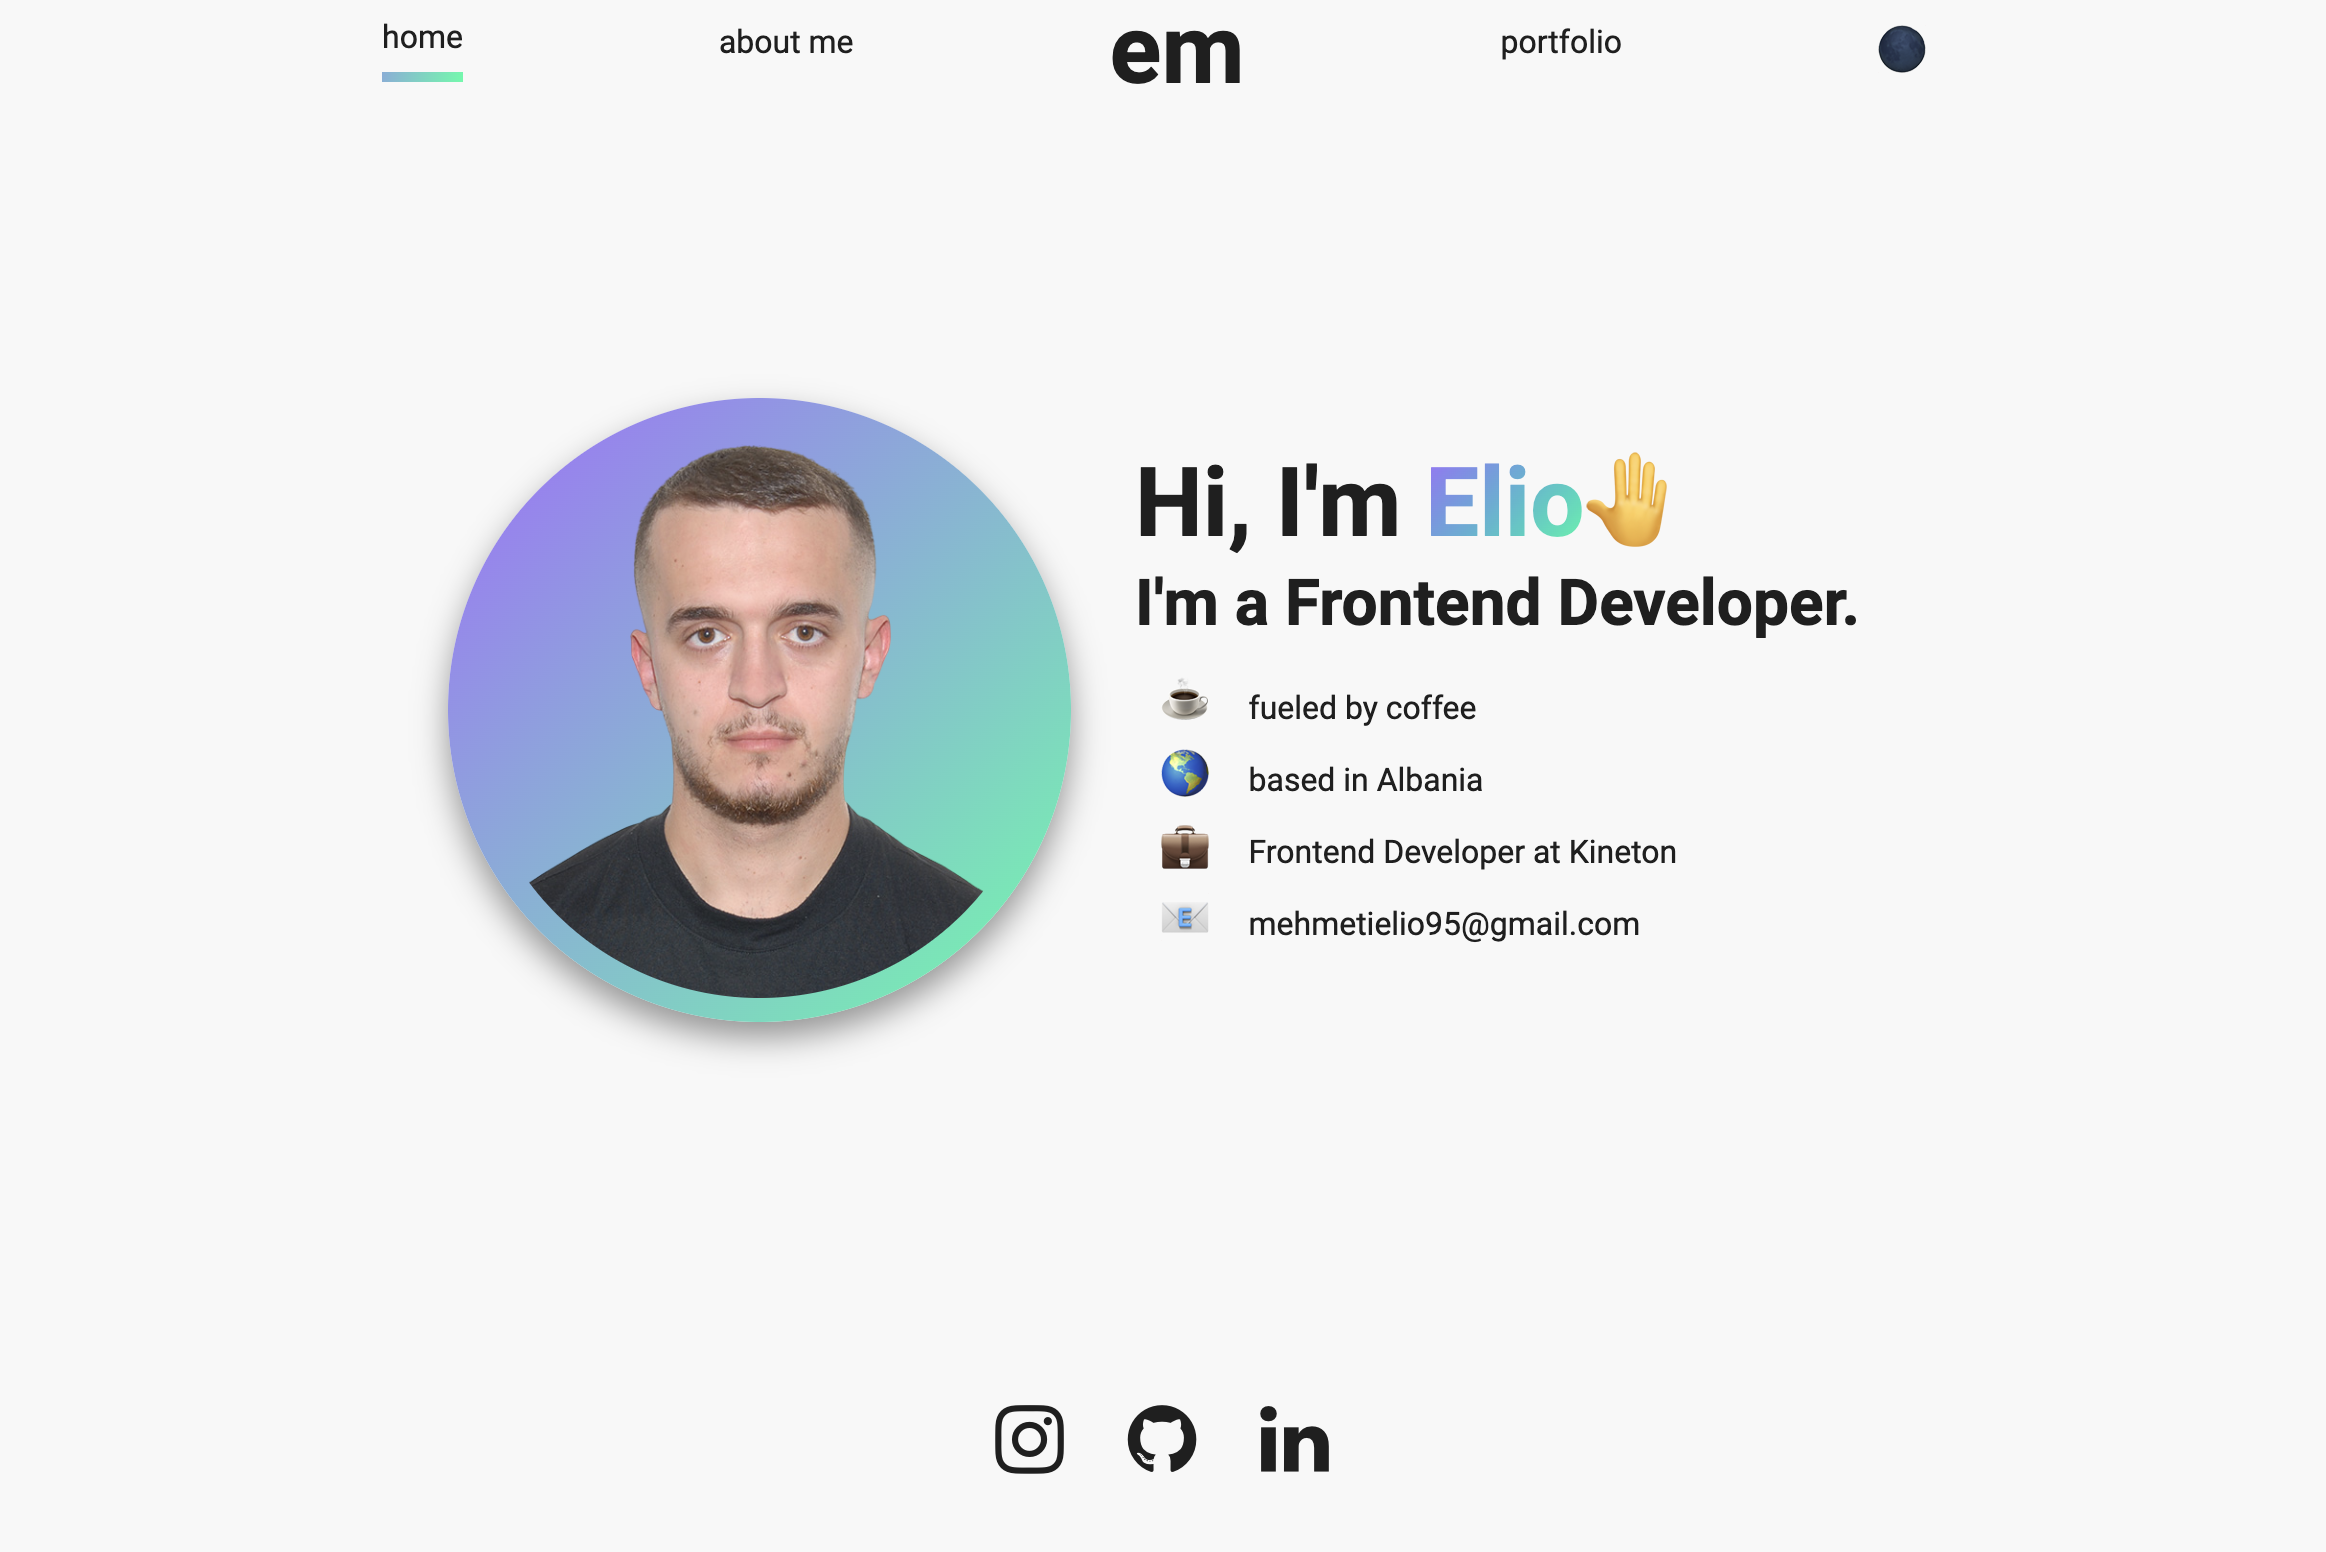 home
about me
em
portfolio
Hi, I'm Elio
I'm a Frontend Developer.
fueled by coffee
based in Albania
Frontend Developer at Kineton
E
mehmetielio95@gmail.com
in